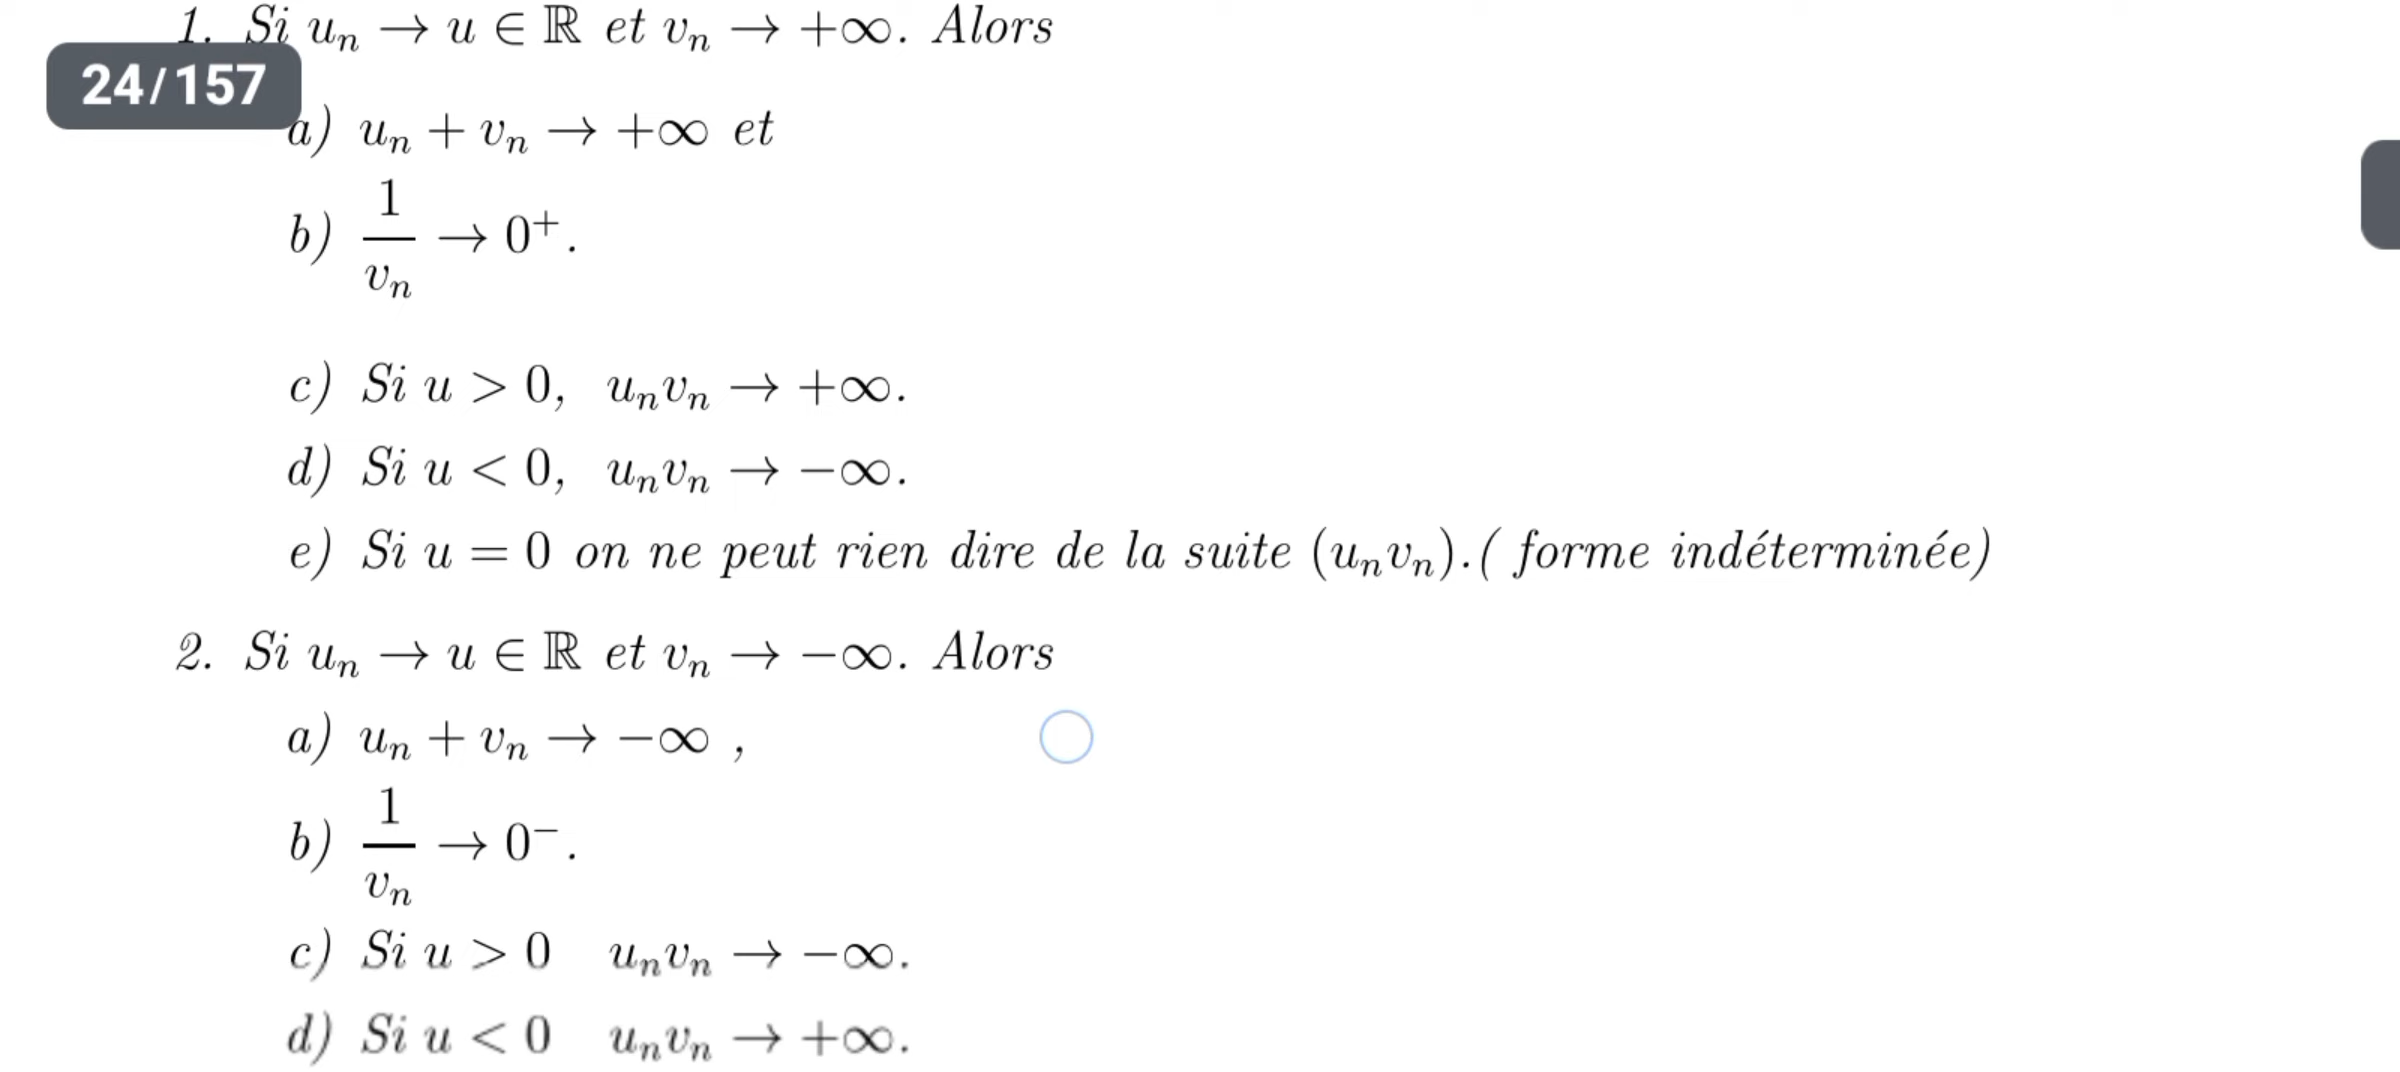 1. Si uₙ → u ∈ ℝ et vₙ → +∞. Alors
24/157
a) uₙ + vₙ → +∞ et
b) 1/vₙ → 0⁺.
c) Si u > 0, uₙvₙ → +∞.
d) Si u < 0, uₙvₙ → −∞.
e) Si u = 0 on ne peut rien dire de la suite (uₙvₙ).( forme indéterminée)
2. Si uₙ → u ∈ ℝ et vₙ → −∞. Alors
a) uₙ + vₙ → −∞ ,
b) 1/vₙ → 0⁻.
c) Si u > 0 uₙvₙ → −∞.
d) Si u < 0 uₙvₙ → +∞.